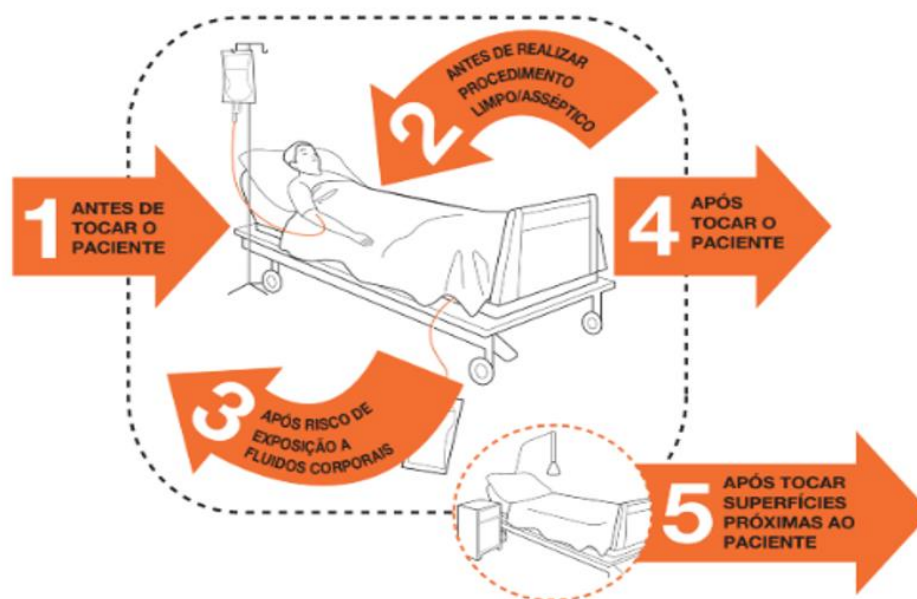 1 ANTES DE
TOCAR O
PACIENTE
2 ANTES DE REALIZAR
PROCEDIMENTO
LIMPO/ASSÉPTICO
3 APÓS RISCO DE
EXPOSIÇÃO A
FLUIDOS CORPORAIS
4 APÓS
TOCAR O
PACIENTE
5 APÓS TOCAR
SUPERFÍCIES
PRÓXIMAS AO
PACIENTE